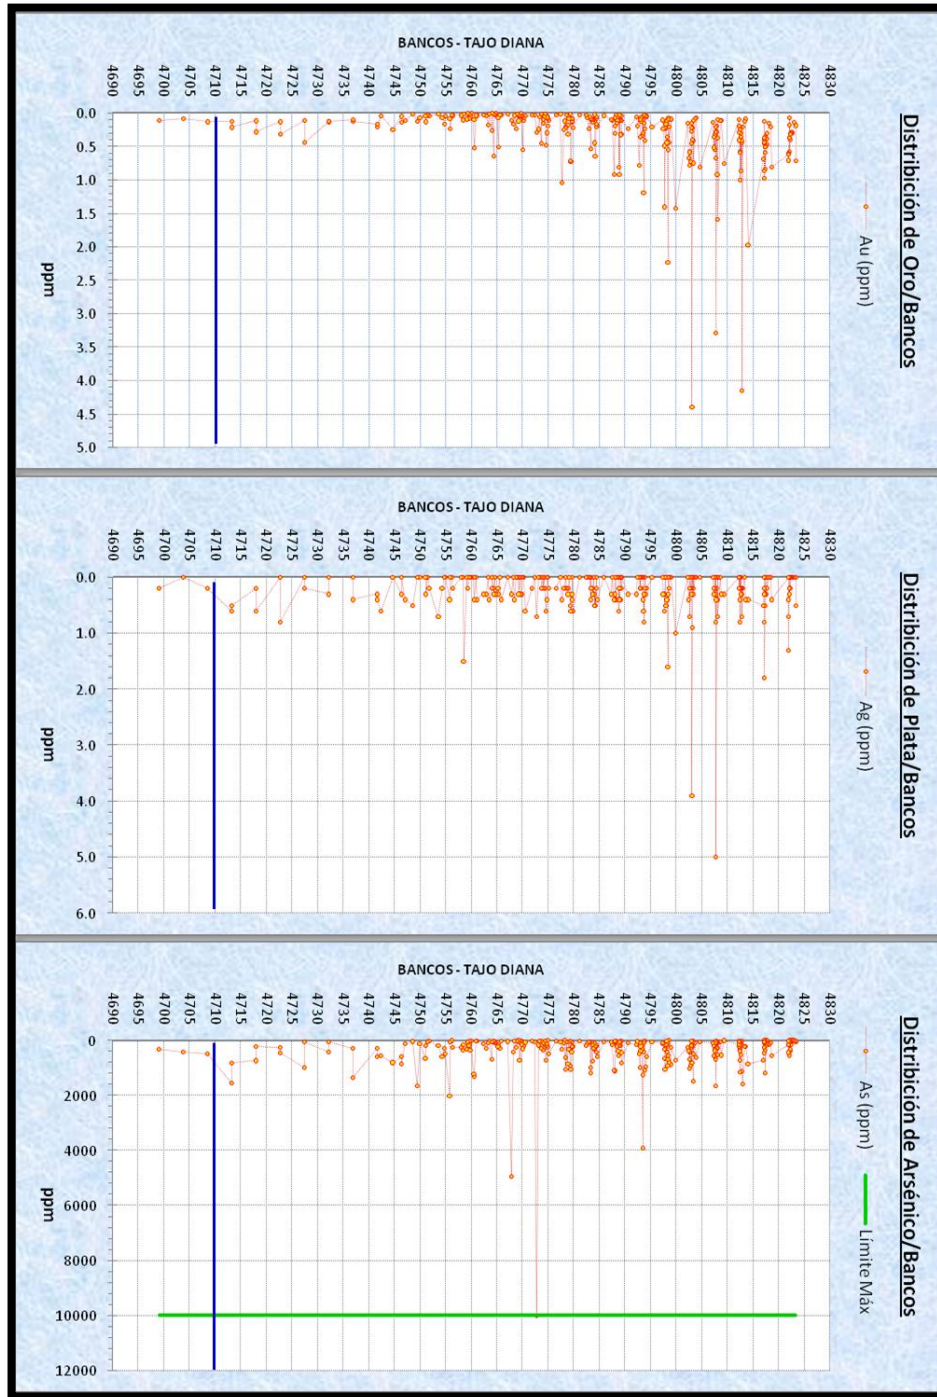 Distribición de Oro/Bancos
Au (ppm)
BANCOS - TAJO DIANA
4690 4695 4700 4705 4710 4715 4720 4725 4730 4735 4740 4745 4750 4755 4760 4765 4770 4775 4780 4785 4790 4795 4800 4805 4810 4815 4820 4825 4830
0.0
0.5
1.0
1.5
2.0
2.5
3.0
3.5
4.0
4.5
5.0
ppm
Distribición de Plata/Bancos
Ag (ppm)
BANCOS - TAJO DIANA
4690 4695 4700 4705 4710 4715 4720 4725 4730 4735 4740 4745 4750 4755 4760 4765 4770 4775 4780 4785 4790 4795 4800 4805 4810 4815 4820 4825 4830
0.0
1.0
2.0
3.0
4.0
5.0
6.0
ppm
Distribición de Arsénico/Bancos
As (ppm) Límite Máx
BANCOS - TAJO DIANA
4690 4695 4700 4705 4710 4715 4720 4725 4730 4735 4740 4745 4750 4755 4760 4765 4770 4775 4780 4785 4790 4795 4800 4805 4810 4815 4820 4825 4830
0
2000
4000
6000
8000
10000
12000
ppm